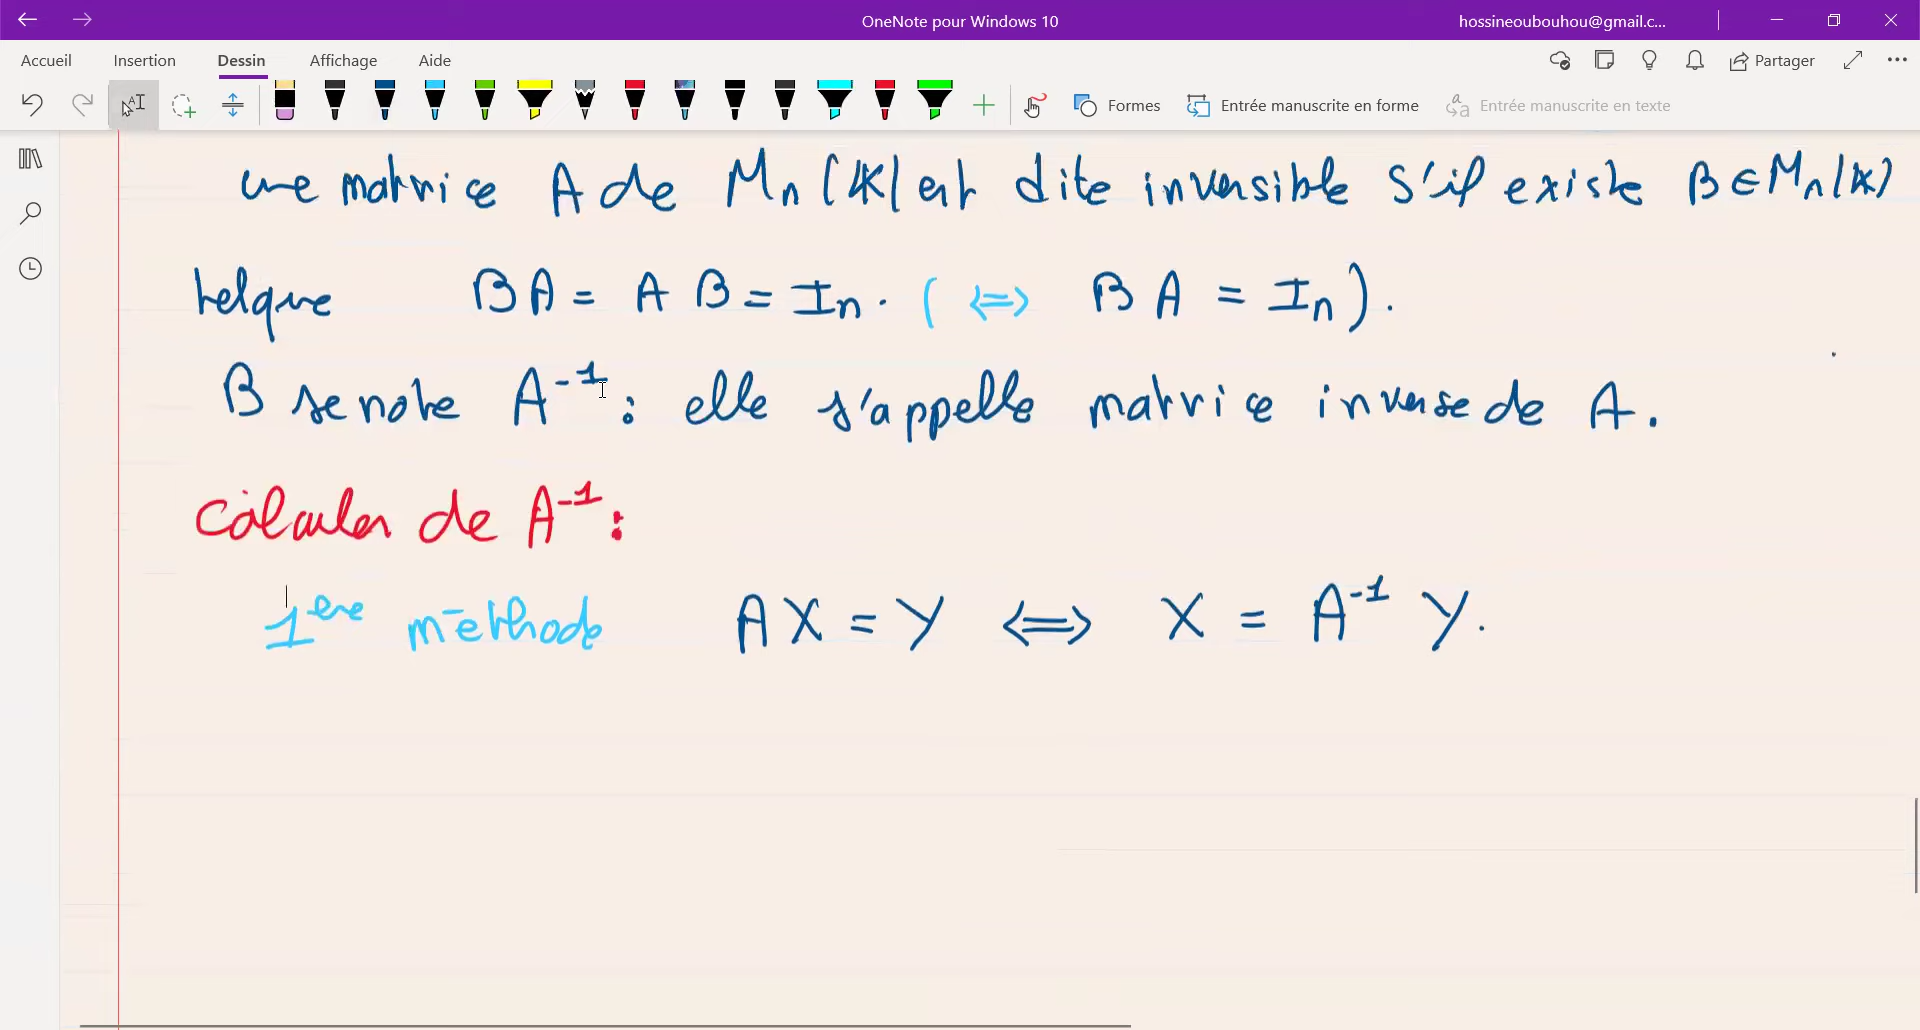 OneNote pour Windows 10
hossineoubouhou@gmail.c...
Accueil Insertion Dessin Affichage Aide
Partager
Formes Entrée manuscrite en forme Entrée manuscrite en texte
une matrice A de Mn(K) est dite inversible s'il existe B ∈ Mn(K)
telque BA = AB = In. ( ⟺ BA = In).
B se note A⁻¹ : elle s'appelle matrice inverse de A.
calculer de A⁻¹ :
1ere méthode AX = Y ⟺ X = A⁻¹ Y.